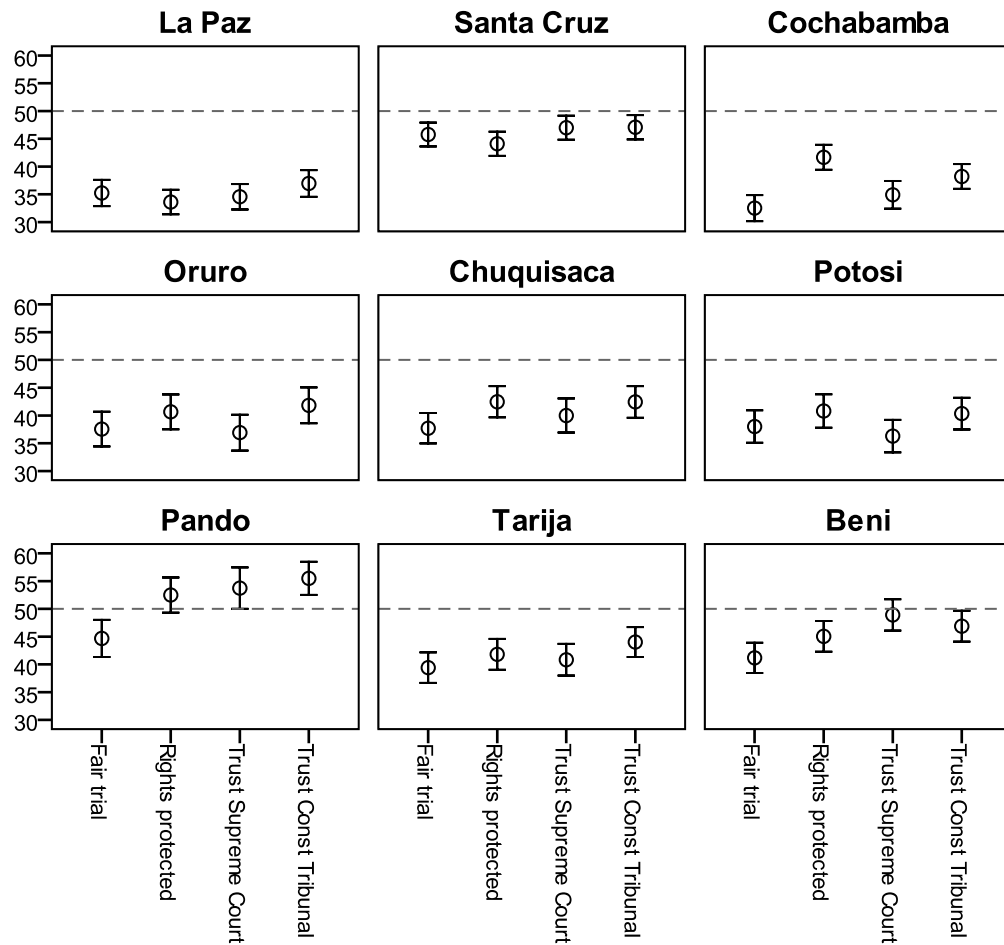 La Paz Santa Cruz Cochabamba
60
55
50
45
40
35
30
Oruro Chuquisaca Potosi
60
55
50
45
40
35
30
Pando Tarija Beni
60
55
50
45
40
35
30
Fair trial
Rights protected
Trust Supreme Court
Trust Const Tribunal
Fair trial
Rights protected
Trust Supreme Court
Trust Const Tribunal
Fair trial
Rights protected
Trust Supreme Court
Trust Const Tribunal